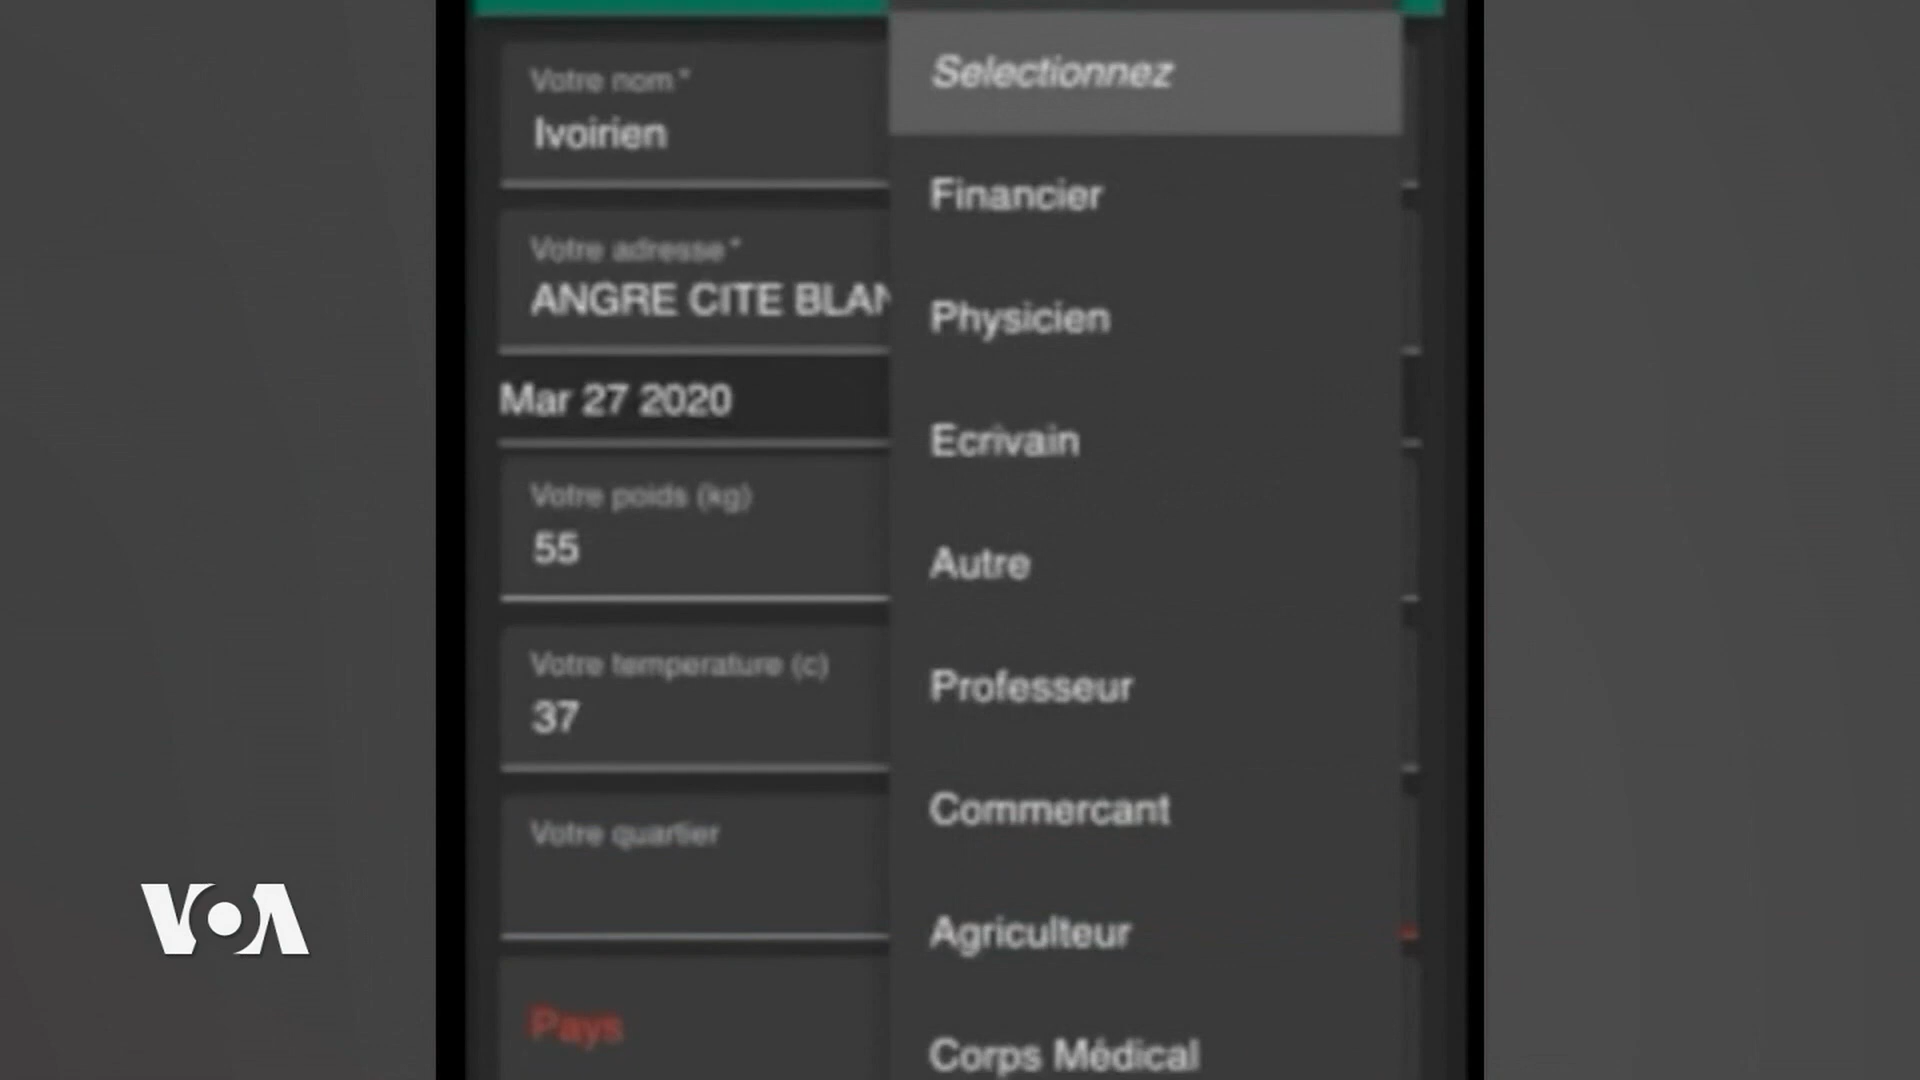 Votre nom*
Ivoirien
Votre adresse*
ANGRE CITE BLAN
Mar 27 2020
Votre poids (kg)
55
Votre temperature (c)
37
Votre quartier
Pays
Selectionnez
Financier
Physicien
Ecrivain
Autre
Professeur
Commercant
Agriculteur
Corps Médical
VOA